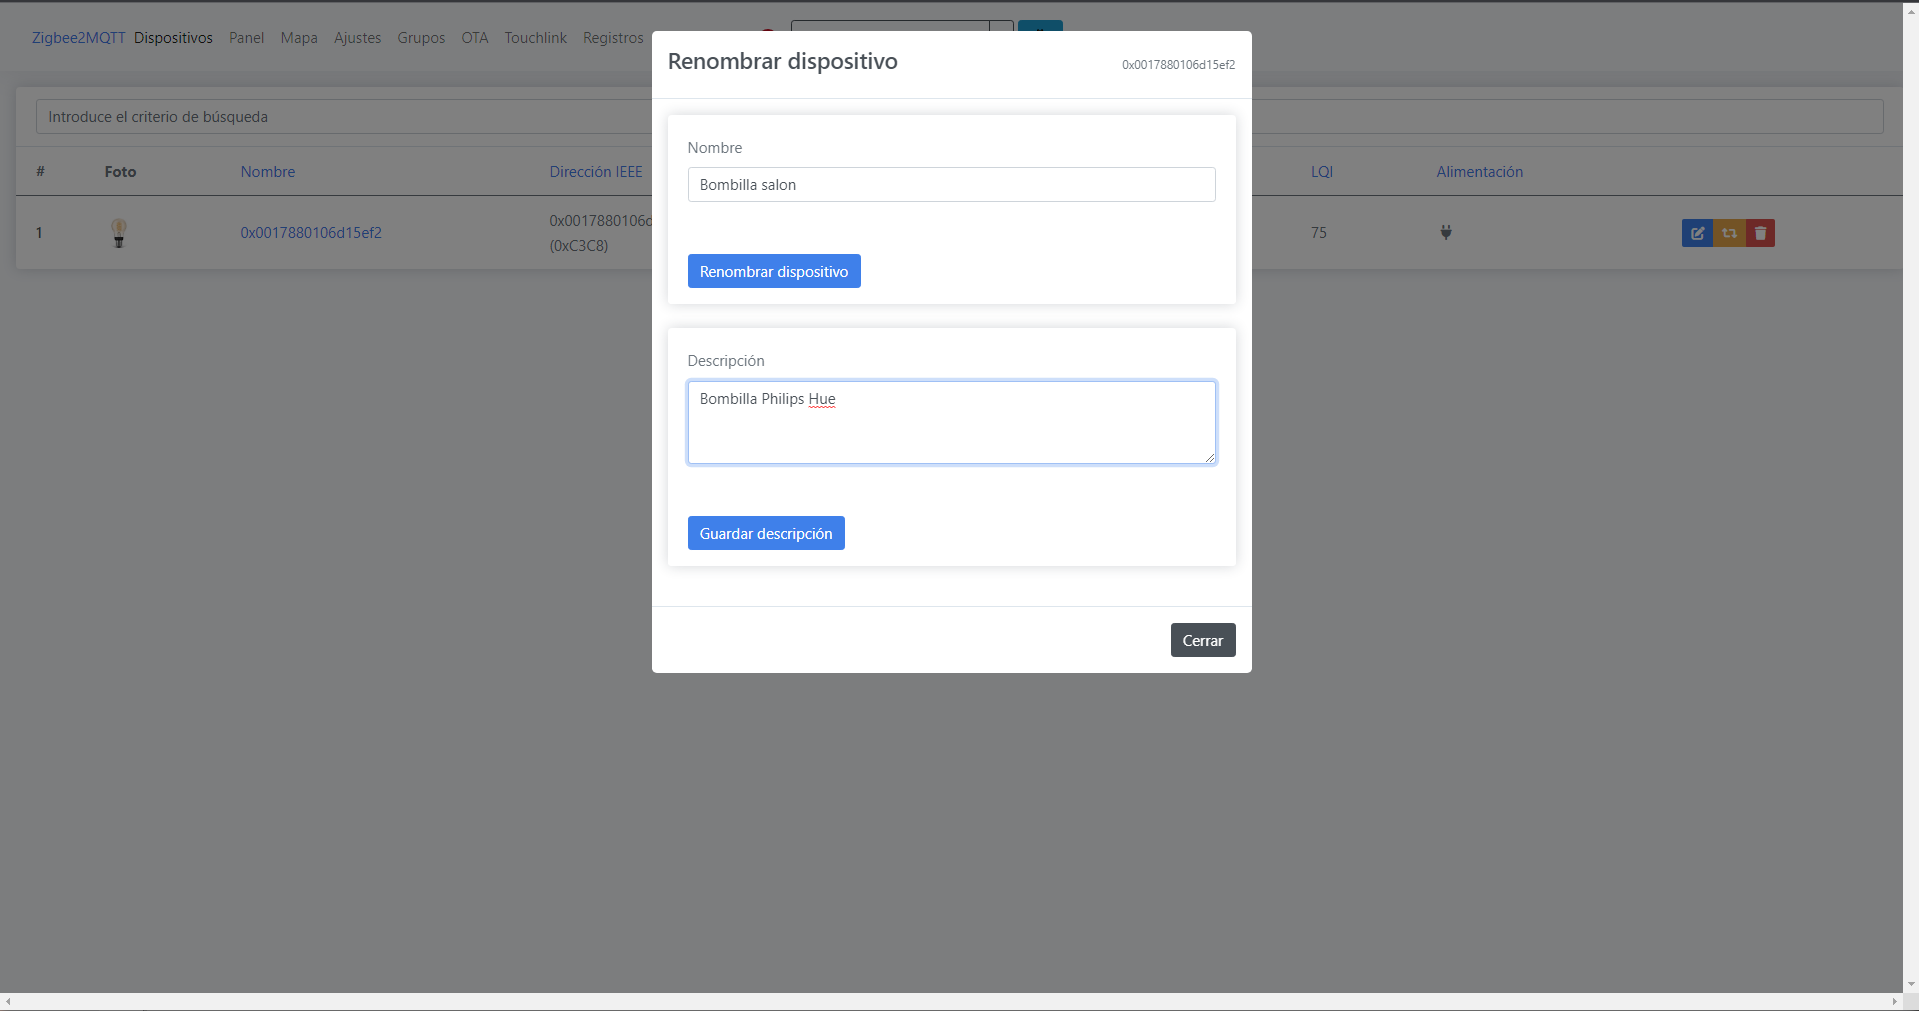 Zigbee2MQTT Dispositivos Panel Mapa Ajustes Grupos OTA Touchlink Registros
Renombrar dispositivo 0x0017880106d15ef2
Introduce el criterio de búsqueda
Nombre
Bombilla salon
# Foto Nombre Dirección IEEE LQI Alimentación
1 0x0017880106d15ef2 0x0017880106d 75
(0xC3C8)
Renombrar dispositivo
Descripción
Bombilla Philips Hue
Guardar descripción
Cerrar